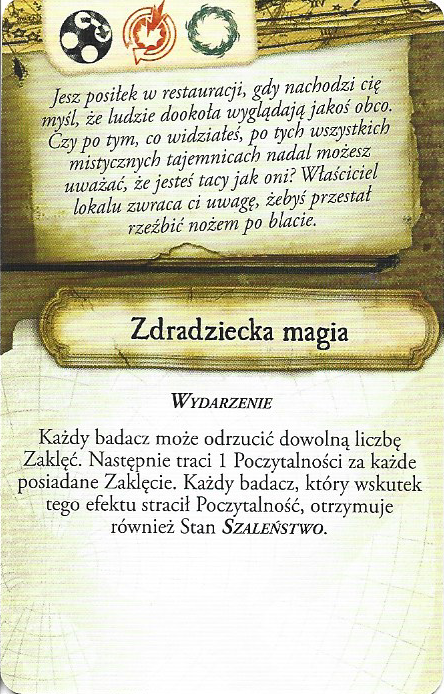 Jesz posiłek w restauracji, gdy nachodzi cię
myśl, że ludzie dookoła wyglądają jakoś obco.
Czy po tym, co widziałeś, po tych wszystkich
mistycznych tajemnicach nadal możesz
uważać, że jesteś tacy jak oni? Właściciel
lokalu zwraca ci uwagę, żebyś przestał
rzeźbić nożem po blacie.
Zdradziecka magia
WYDARZENIE
Każdy badacz może odrzucić dowolną liczbę
Zaklęć. Następnie traci 1 Poczytalności za każde
posiadane Zaklęcie. Każdy badacz, który wskutek
tego efektu stracił Poczytalność, otrzymuje
również Stan SZALEŃSTWO.